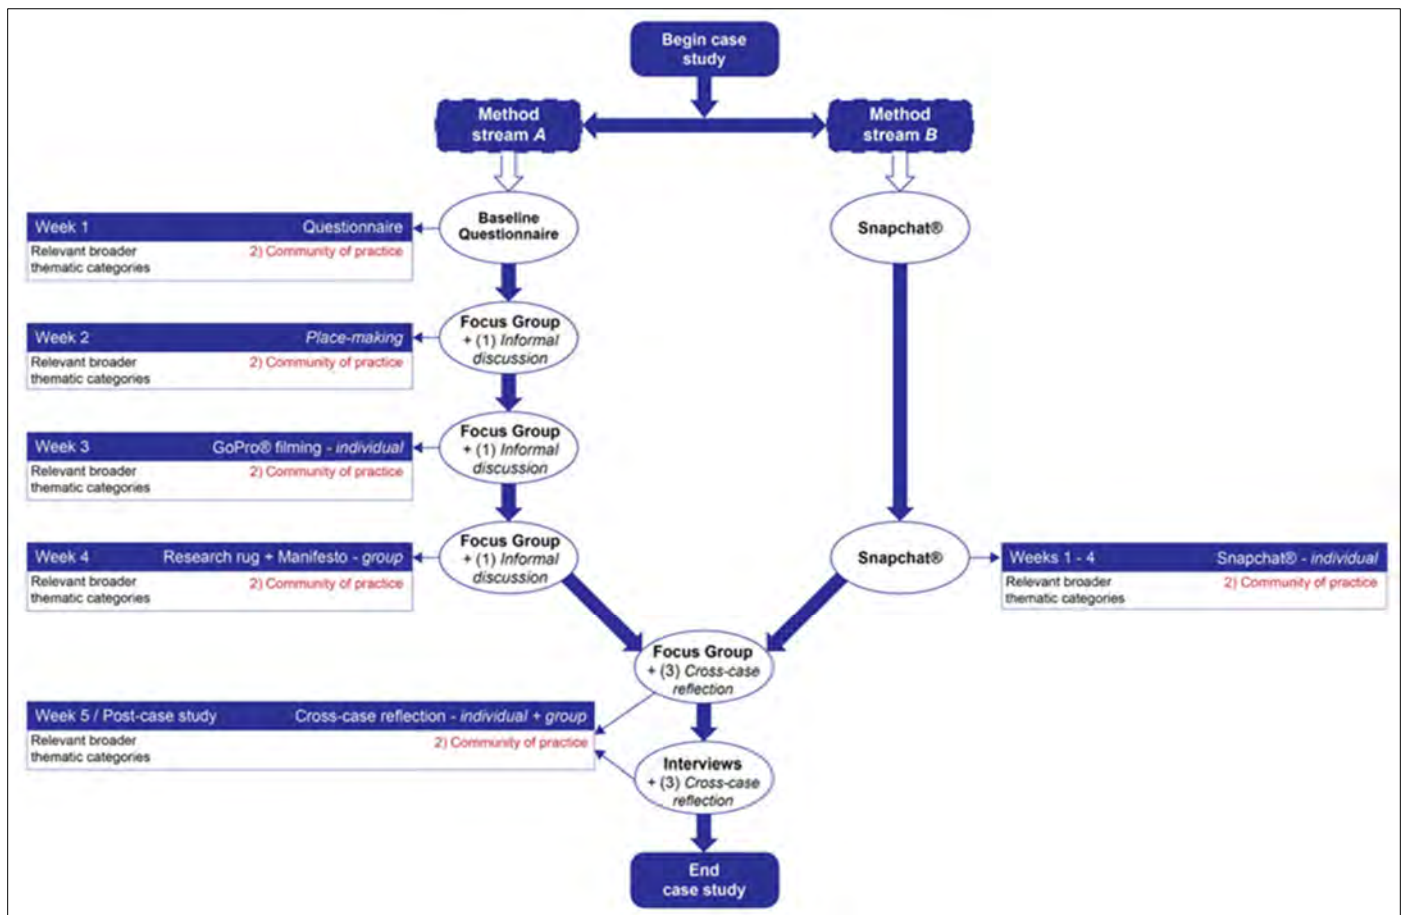 Begin case
study
Method
stream A
Method
stream B
Week 1 Questionnaire
Relevant broader
thematic categories
2) Community of practice
Baseline
Questionnaire
Snapchat®
Week 2 Place-making
Relevant broader
thematic categories
2) Community of practice
Focus Group
+ (1) Informal
discussion
Week 3 GoPro® filming - individual
Relevant broader
thematic categories
2) Community of practice
Focus Group
+ (1) Informal
discussion
Week 4 Research rug + Manifesto - group
Relevant broader
thematic categories
2) Community of practice
Focus Group
+ (1) Informal
discussion
Snapchat®
Weeks 1 - 4 Snapchat® - individual
Relevant broader
thematic categories
2) Community of practice
Focus Group
+ (3) Cross-case
reflection
Week 5 / Post-case study Cross-case reflection - individual + group
Relevant broader
thematic categories
2) Community of practice
Interviews
+ (3) Cross-case
reflection
End
case study